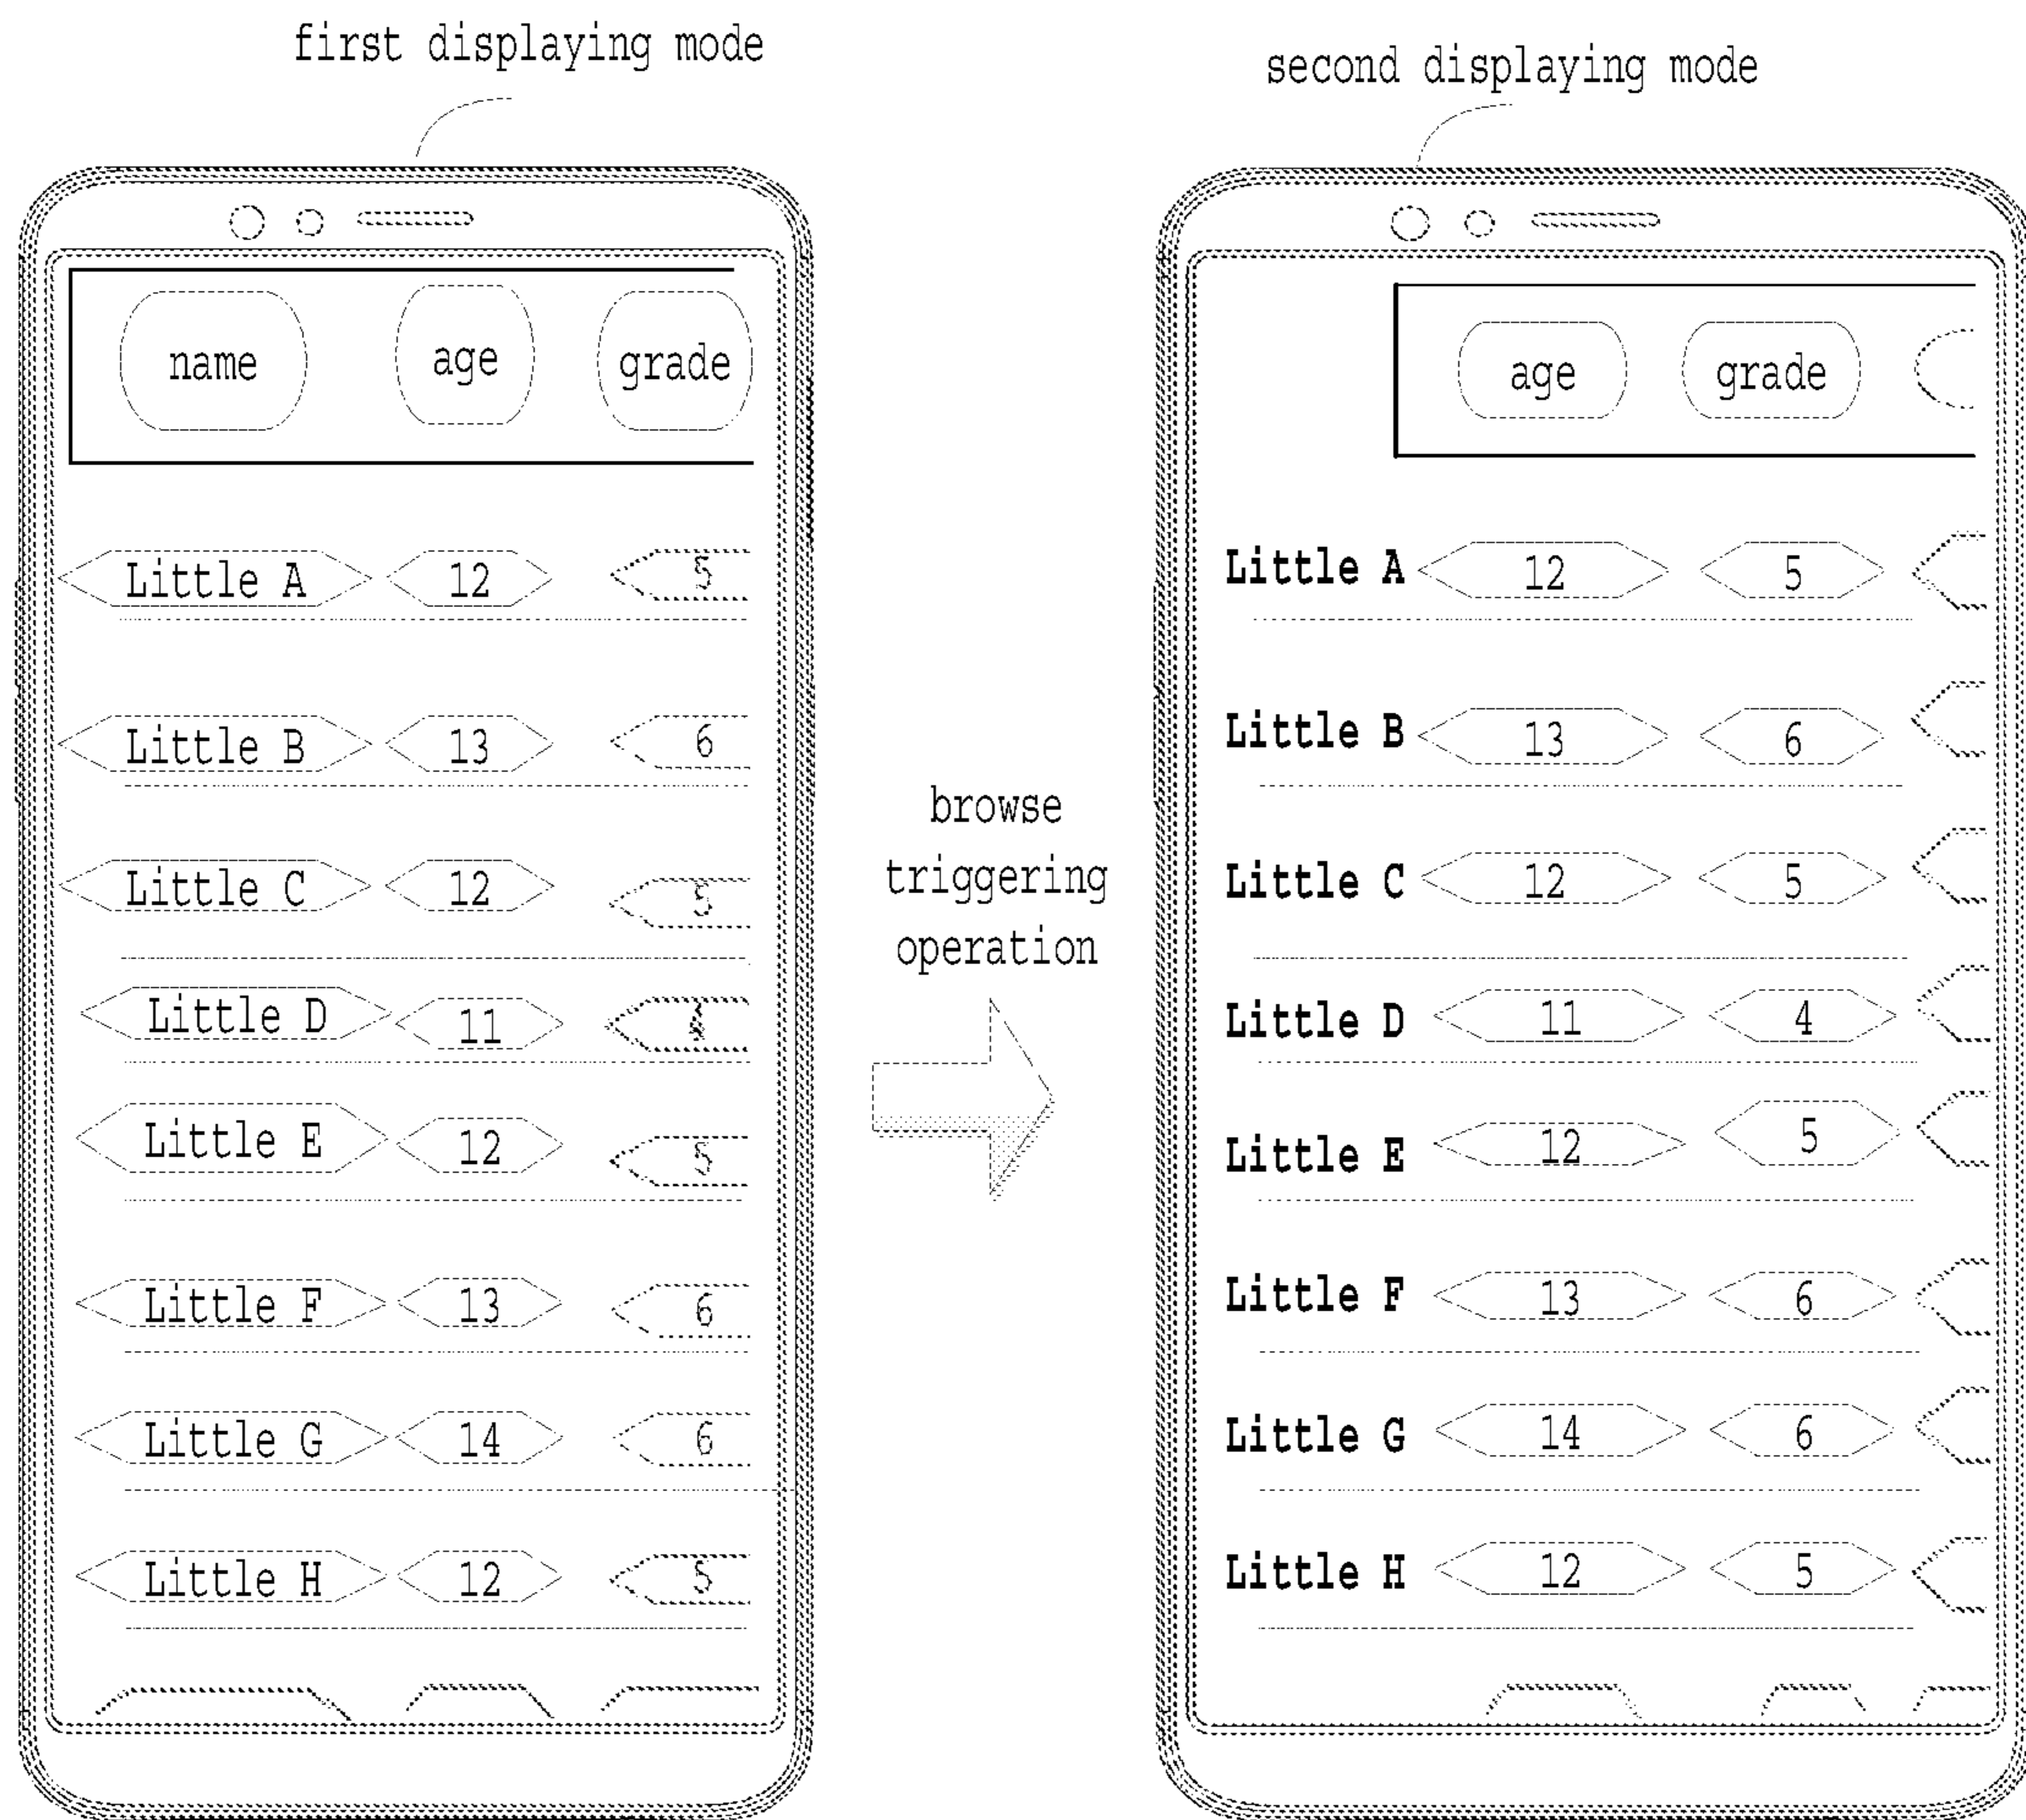 first displaying mode
name age grade
Little A 12 5
Little B 13 6
Little C 12 5
Little D 11 4
Little E 12 5
Little F 13 6
Little G 14 6
Little H 12 5
browse
triggering
operation
second displaying mode
age grade
Little A 12 5
Little B 13 6
Little C 12 5
Little D 11 4
Little E 12 5
Little F 13 6
Little G 14 6
Little H 12 5